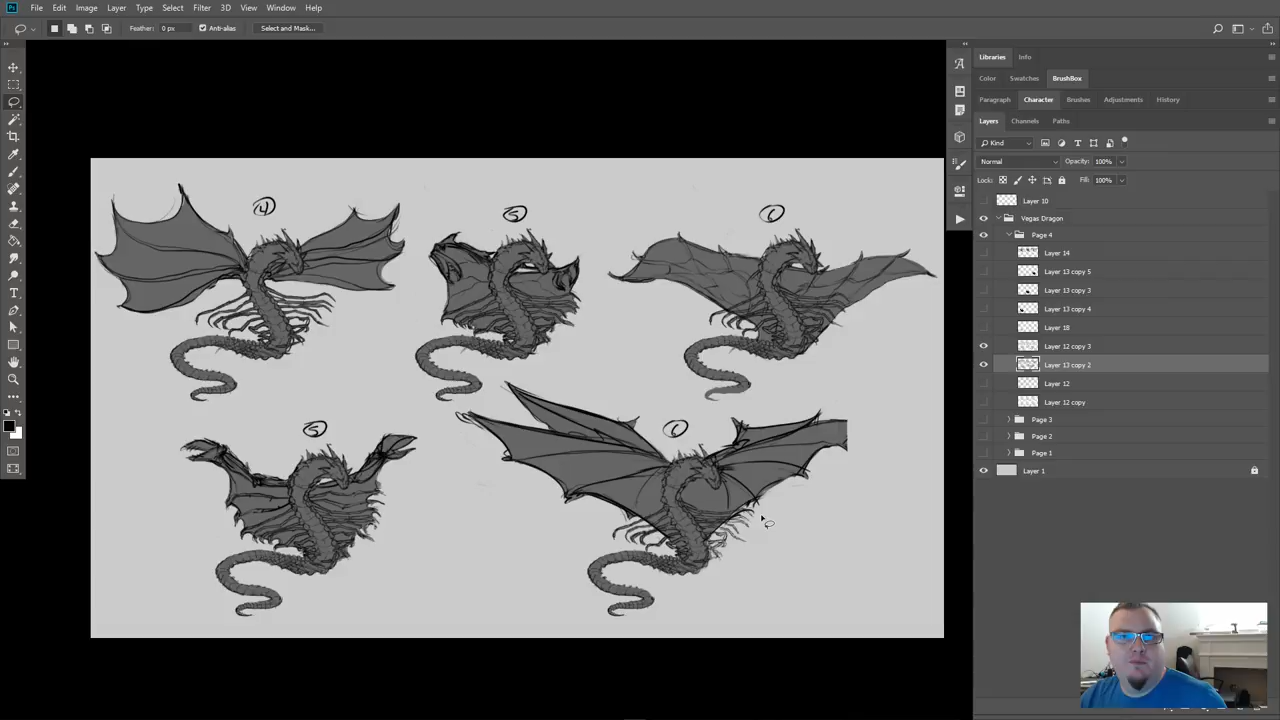 Ps File Edit Image Layer Type Select Filter 3D View Window Help
Feather: 0 px Anti-alias Select and Mask...
Libraries Info
Color Swatches BrushBox
Paragraph Character Brushes Adjustments History
Layers Channels Paths
Kind
Normal Opacity: 100%
Lock: Fill: 100%
Layer 10
Vegas Dragon
Page 4
Layer 14
Layer 13 copy 5
Layer 13 copy 3
Layer 13 copy 4
Layer 18
Layer 12 copy 3
Layer 13 copy 2
Layer 12
Layer 12 copy
Page 3
Page 2
Page 1
Layer 1
4 5 6
5 6